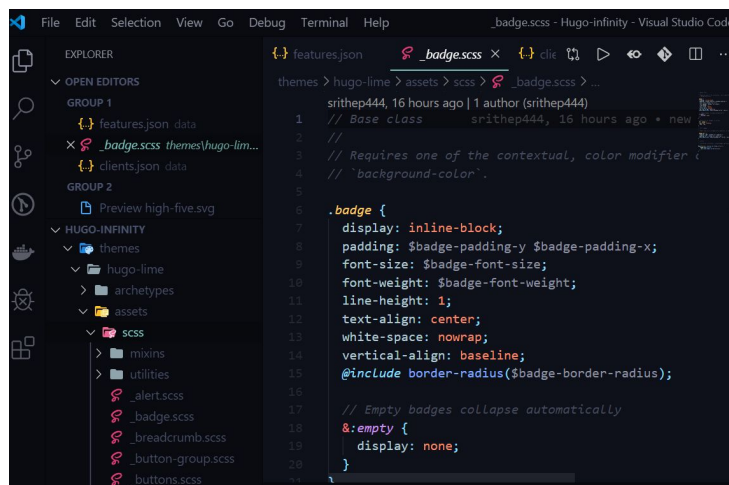 File Edit Selection View Go Debug Terminal Help _badge.scss - Hugo-infinity - Visual Studio Code
EXPLORER
OPEN EDITORS
GROUP 1
{..} features.json data
_badge.scss themes\hugo-lim...
{..} clients.json data
GROUP 2
Preview high-five.svg
HUGO-INFINITY
themes
hugo-lime
archetypes
assets
scss
mixins
utilities
_alert.scss
_badge.scss
_breadcrumb.scss
_button-group.scss
_buttons.scss
{..} features.json _badge.scss {..} clie
themes > hugo-lime > assets > scss > _badge.scss > ...
srithep444, 16 hours ago | 1 author (srithep444)
1 // Base class srithep444, 16 hours ago • new
2 //
3 // Requires one of the contextual, color modifier c
4 // `background-color`.
5
6 .badge {
7 display: inline-block;
8 padding: $badge-padding-y $badge-padding-x;
9 font-size: $badge-font-size;
10 font-weight: $badge-font-weight;
11 line-height: 1;
12 text-align: center;
13 white-space: nowrap;
14 vertical-align: baseline;
15 @include border-radius($badge-border-radius);
16
17 // Empty badges collapse automatically
18 &:empty {
19 display: none;
20 }
21 }